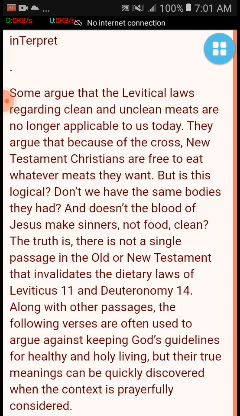 0:0KB/s U:0KB/s No internet connection 100% 7:01 AM
inTerpret
.
Some argue that the Levitical laws
regarding clean and unclean meats are
no longer applicable to us today. They
argue that because of the cross, New
Testament Christians are free to eat
whatever meats they want. But is this
logical? Don't we have the same bodies
they had? And doesn't the blood of
Jesus make sinners, not food, clean?
The truth is, there is not a single
passage in the Old or New Testament
that invalidates the dietary laws of
Leviticus 11 and Deuteronomy 14.
Along with other passages, the
following verses are often used to
argue against keeping God's guidelines
for healthy and holy living, but their true
meanings can be quickly discovered
when the context is prayerfully
considered.